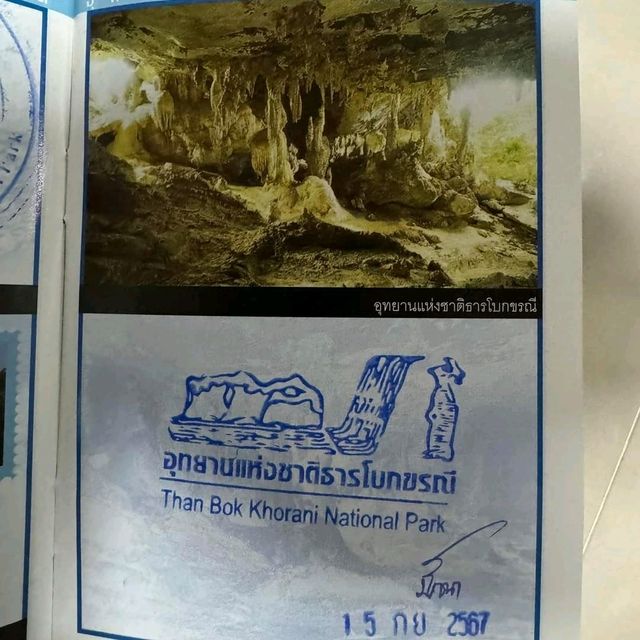 Park
อุทยานแห่งชาติธารโบกขรณี
อุทยานแห่งชาติธารโบกขรณี
Than Bok Khorani National Park
15 กย 2567